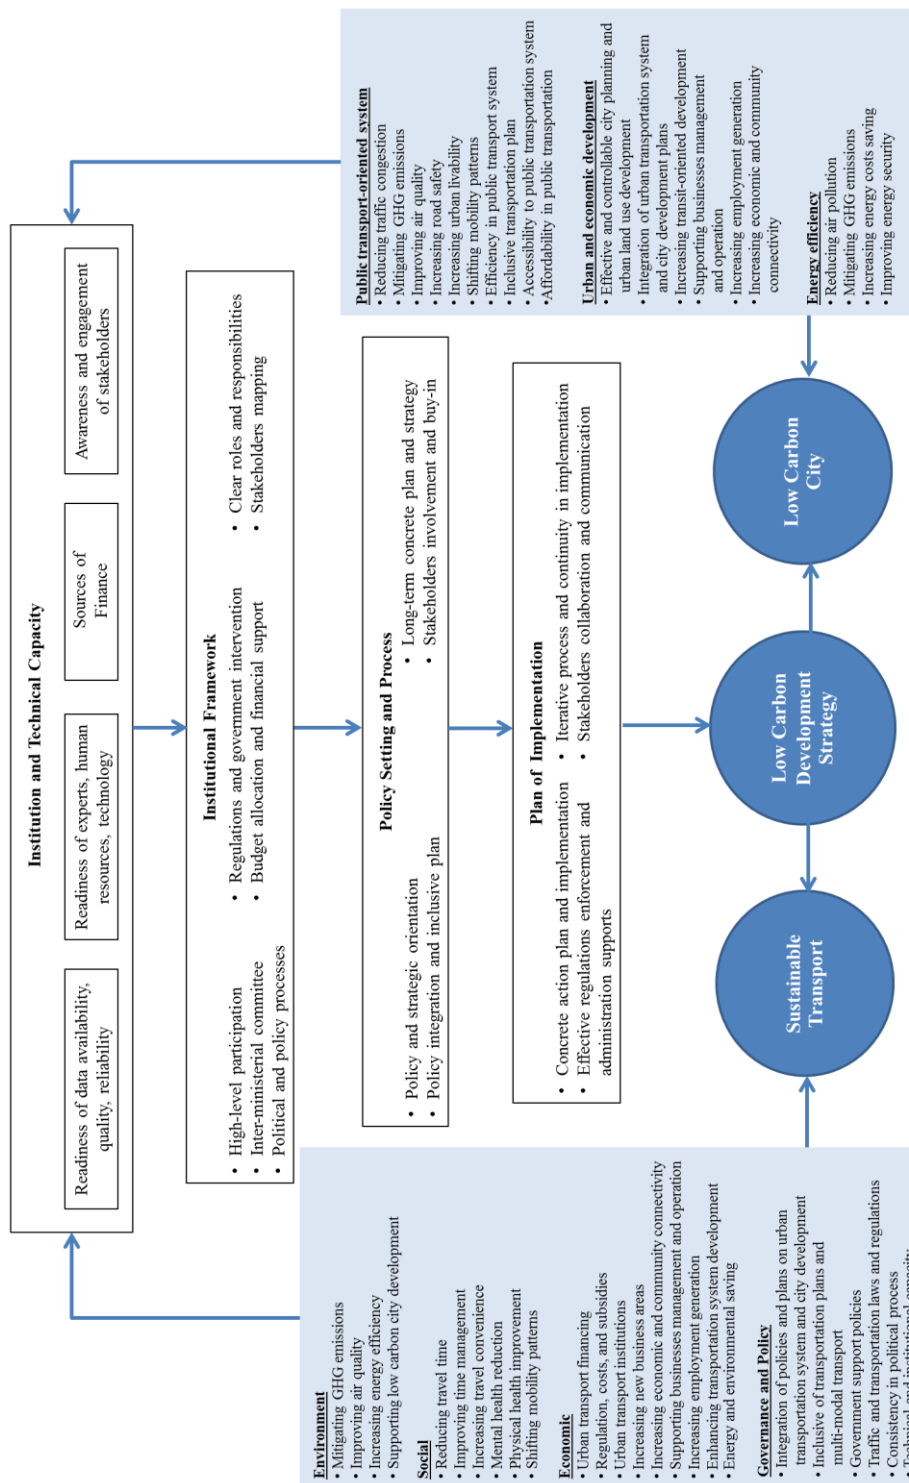 Institution and Technical Capacity
Readiness of data availability,
quality, reliability
Readiness of experts, human
resources, technology
Sources of
Finance
Awareness and engagement
of stakeholders
Institutional Framework
• High-level participation
• Inter-ministerial committee
• Political and policy processes
• Regulations and government intervention
• Budget allocation and financial support
• Clear roles and responsibilities
• Stakeholders mapping
Policy Setting and Process
• Policy and strategic orientation
• Policy integration and inclusive plan
• Long-term concrete plan and strategy
• Stakeholders involvement and buy-in
Plan of Implementation
• Concrete action plan and implementation
• Effective regulations enforcement and
administration supports
• Iterative process and continuity in implementation
• Stakeholders collaboration and communication
Sustainable
Transport
Low Carbon
Development
Strategy
Low Carbon
City
Environment
• Mitigating GHG emissions
• Improving air quality
• Increasing energy efficiency
• Supporting low carbon city development
Social
• Reducing travel time
• Improving time management
• Increasing travel convenience
• Mental health reduction
• Physical health improvement
• Shifting mobility patterns
Economic
• Urban transport financing
• Regulation, costs, and subsidies
• Urban transport institutions
• Increasing new business areas
• Increasing economic and community connectivity
• Supporting businesses management and operation
• Increasing employment generation
• Enhancing transportation system development
• Energy and environmental saving
Governance and Policy
• Integration of policies and plans on urban
transportation system and city development
• Inclusive of transportation plans and
multi-modal transport
• Government support policies
• Traffic and transportation laws and regulations
• Consistency in political process
• Technical and institutional capacity
Public transport-oriented system
• Reducing traffic congestion
• Mitigating GHG emissions
• Improving air quality
• Increasing road safety
• Increasing urban livability
• Shifting mobility patterns
• Efficiency in public transport system
• Inclusive transportation plan
• Accessibility to public transportation system
•Affordability in public transportation
Urban and economic development
• Effective and controllable city planning and
urban land use development
• Integration of urban transportation system
and city development plans
• Increasing transit-oriented development
• Supporting businesses management
and operation
• Increasing employment generation
• Increasing economic and community
connectivity
Energy efficiency
• Reducing air pollution
• Mitigating GHG emissions
• Increasing energy costs saving
• Improving energy security